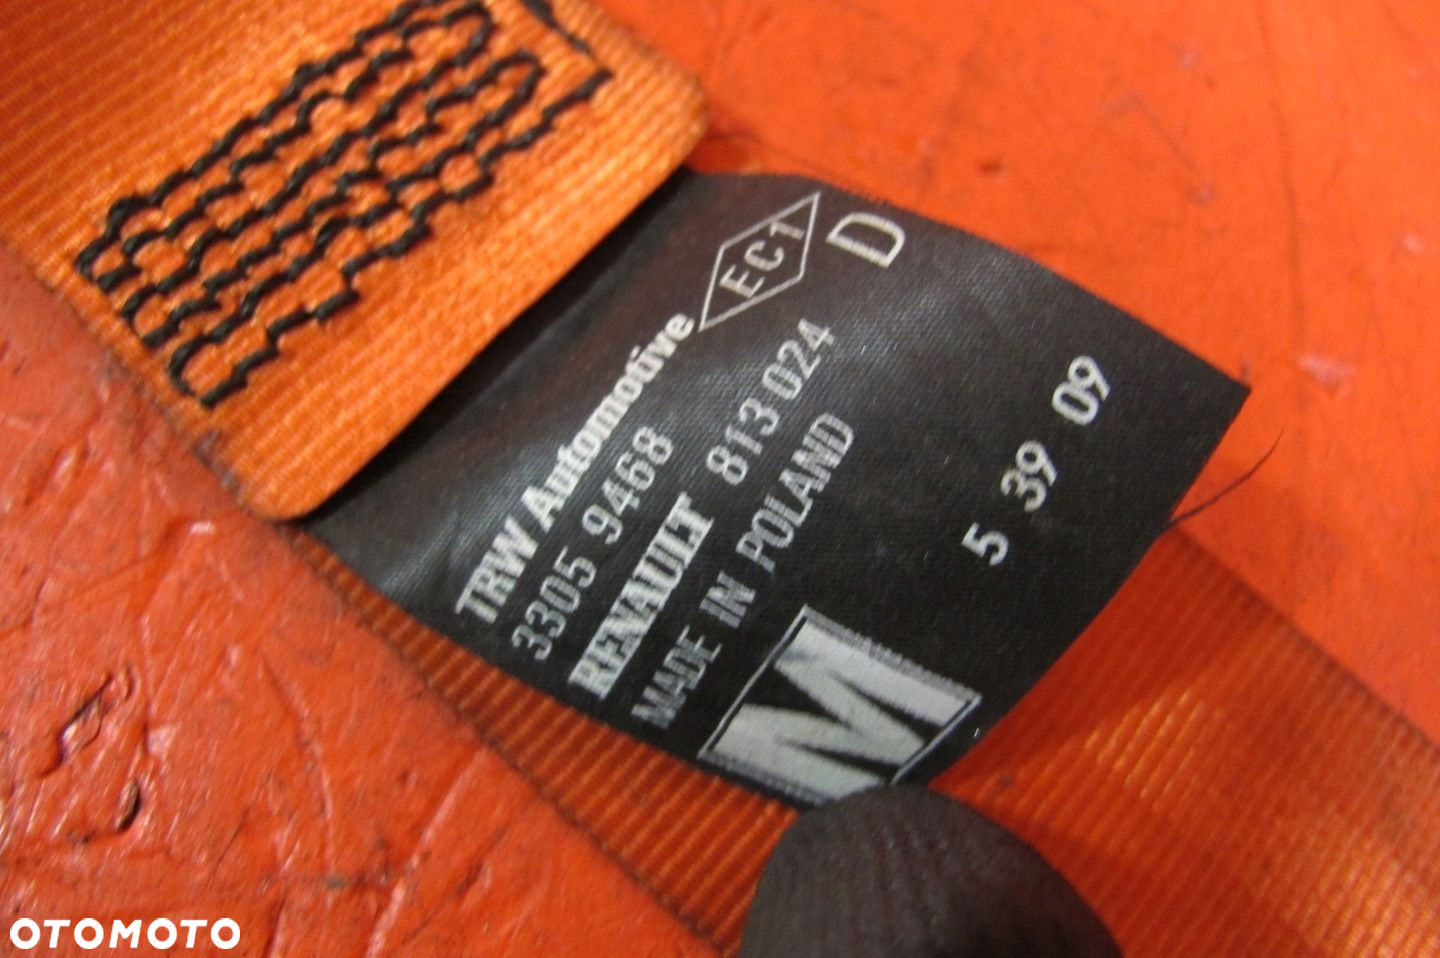 TRW Automotive EC1 D
3305 9468
RENAULT 813 024
MADE IN POLAND
M
5 39 09
OTOMOTO